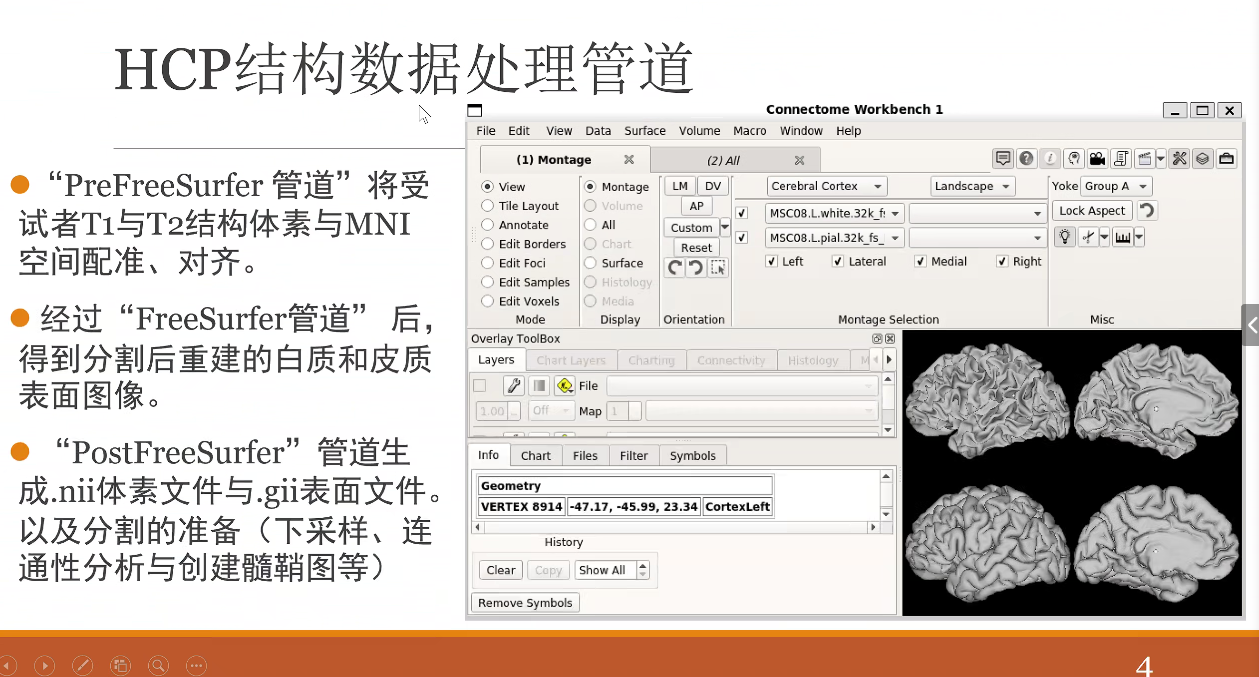 HCP结构数据处理管道
“PreFreeSurfer 管道”将受
试者T1与T2结构体素与MNI
空间配准、对齐。
经过“FreeSurfer管道” 后，
得到分割后重建的白质和皮质
表面图像。
“PostFreeSurfer”管道生
成.nii体素文件与.gii表面文件。
以及分割的准备（下采样、连
通性分析与创建髓鞘图等）
Connectome Workbench 1
File Edit View Data Surface Volume Macro Window Help
(1) Montage (2) All
View Montage LM DV Cerebral Cortex Landscape Yoke Group A
Tile Layout Volume AP MSC08.L.white.32k_fs Lock Aspect
Annotate All Custom
Edit Borders Chart Reset MSC08.L.pial.32k_fs_
Edit Foci Surface Left Lateral Medial Right
Edit Samples Histology
Edit Voxels Media
Mode Display Orientation Montage Selection Misc
Overlay ToolBox
Layers Chart Layers Charting Connectivity Histology M
File
1.00 Off Map 1
Info Chart Files Filter Symbols
Geometry
VERTEX 8914 -47.17, -45.99, 23.34 CortexLeft
History
Clear Copy Show All
Remove Symbols
4